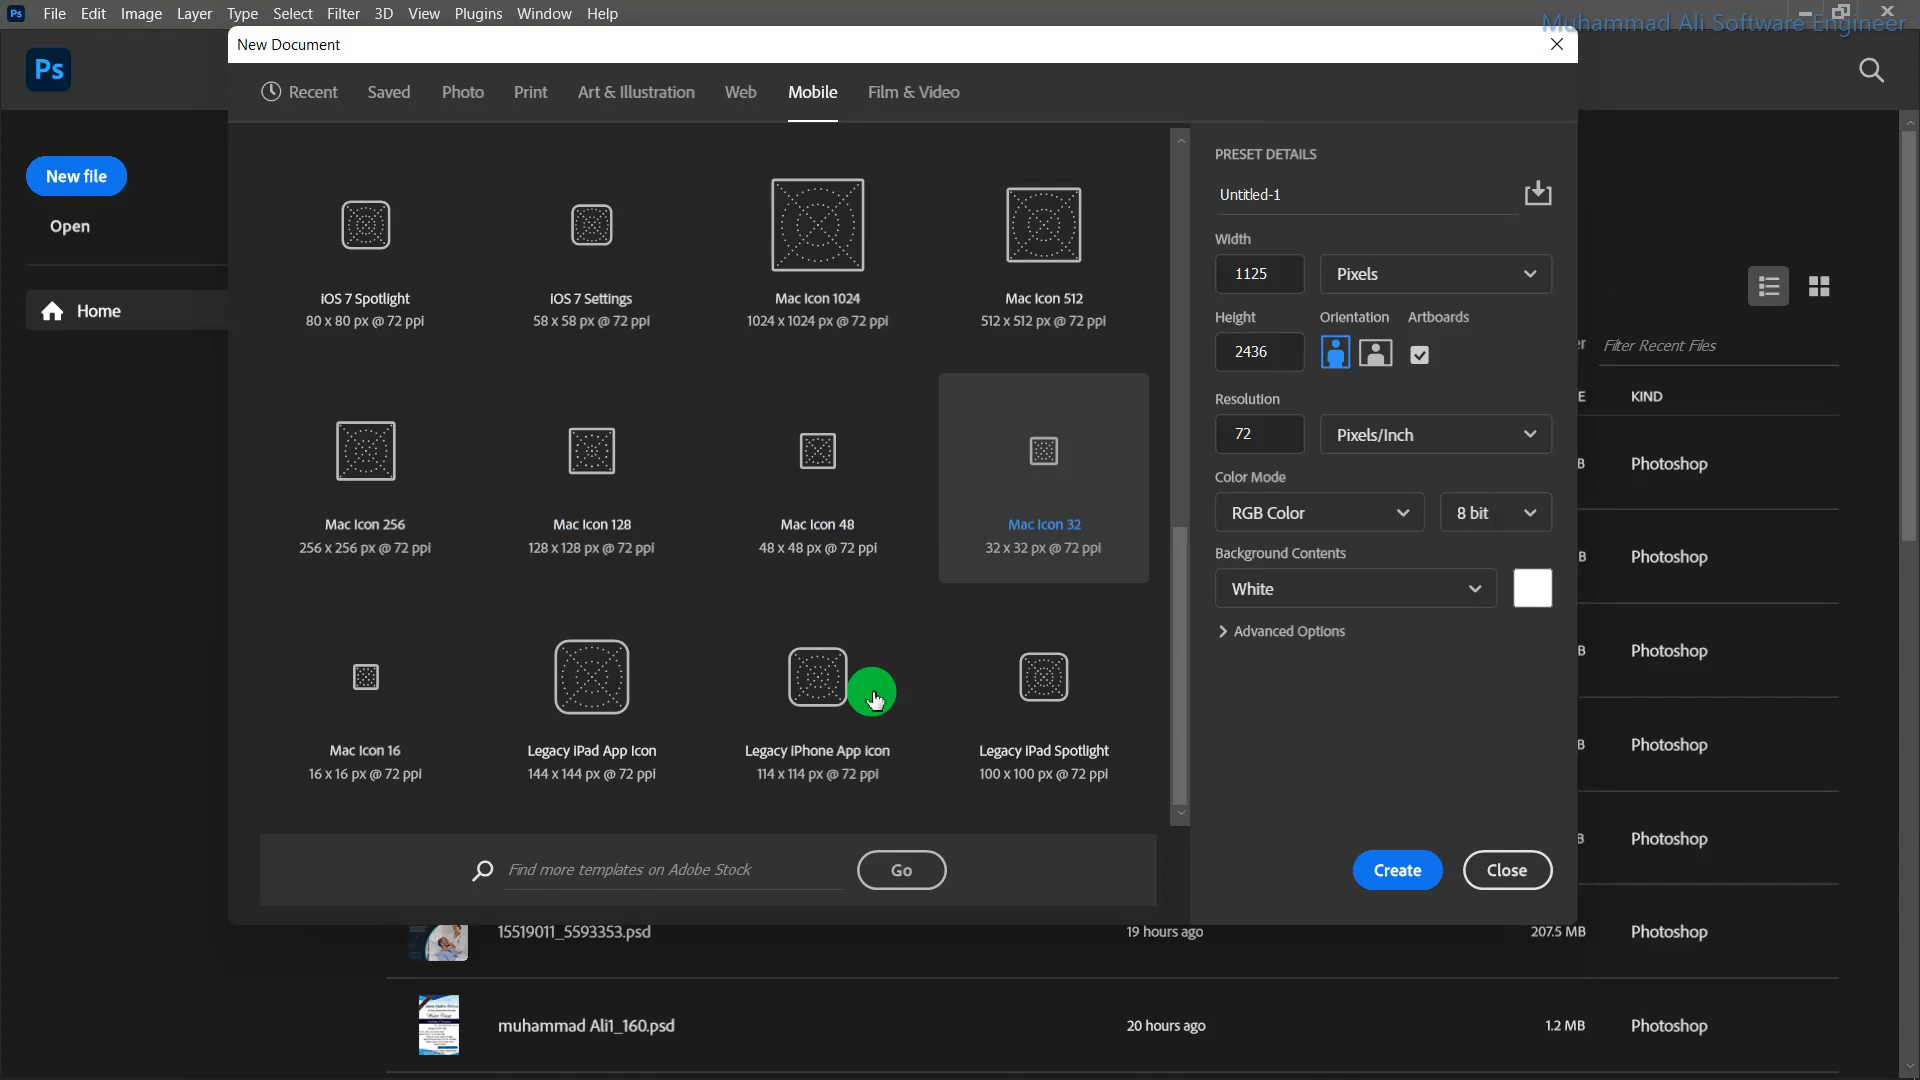 Ps File Edit Image Layer Type Select Filter 3D View Plugins Window Help
Muhammad Ali Software Engineer
New Document
Ps
Recent Saved Photo Print Art & Illustration Web Mobile Film & Video
New file
Open
Home
iOS 7 Spotlight
80 x 80 px @ 72 ppi
iOS 7 Settings
58 x 58 px @ 72 ppi
Mac Icon 1024
1024 x 1024 px @ 72 ppi
Mac Icon 512
512 x 512 px @ 72 ppi
Mac Icon 256
256 x 256 px @ 72 ppi
Mac Icon 128
128 x 128 px @ 72 ppi
Mac Icon 48
48 x 48 px @ 72 ppi
Mac Icon 32
32 x 32 px @ 72 ppi
Mac Icon 16
16 x 16 px @ 72 ppi
Legacy iPad App Icon
144 x 144 px @ 72 ppi
Legacy iPhone App icon
114 x 114 px @ 72 ppi
Legacy iPad Spotlight
100 x 100 px @ 72 ppi
Find more templates on Adobe Stock
Go
PRESET DETAILS
Untitled-1
Width
1125 Pixels
Height Orientation Artboards
2436
Resolution
72 Pixels/Inch
Color Mode
RGB Color 8 bit
Background Contents
White
Advanced Options
Create Close
Filter Recent Files
KIND
Photoshop
Photoshop
Photoshop
Photoshop
Photoshop
15519011_5593353.psd 19 hours ago 207.5 MB Photoshop
muhammad Ali1_160.psd 20 hours ago 1.2 MB Photoshop